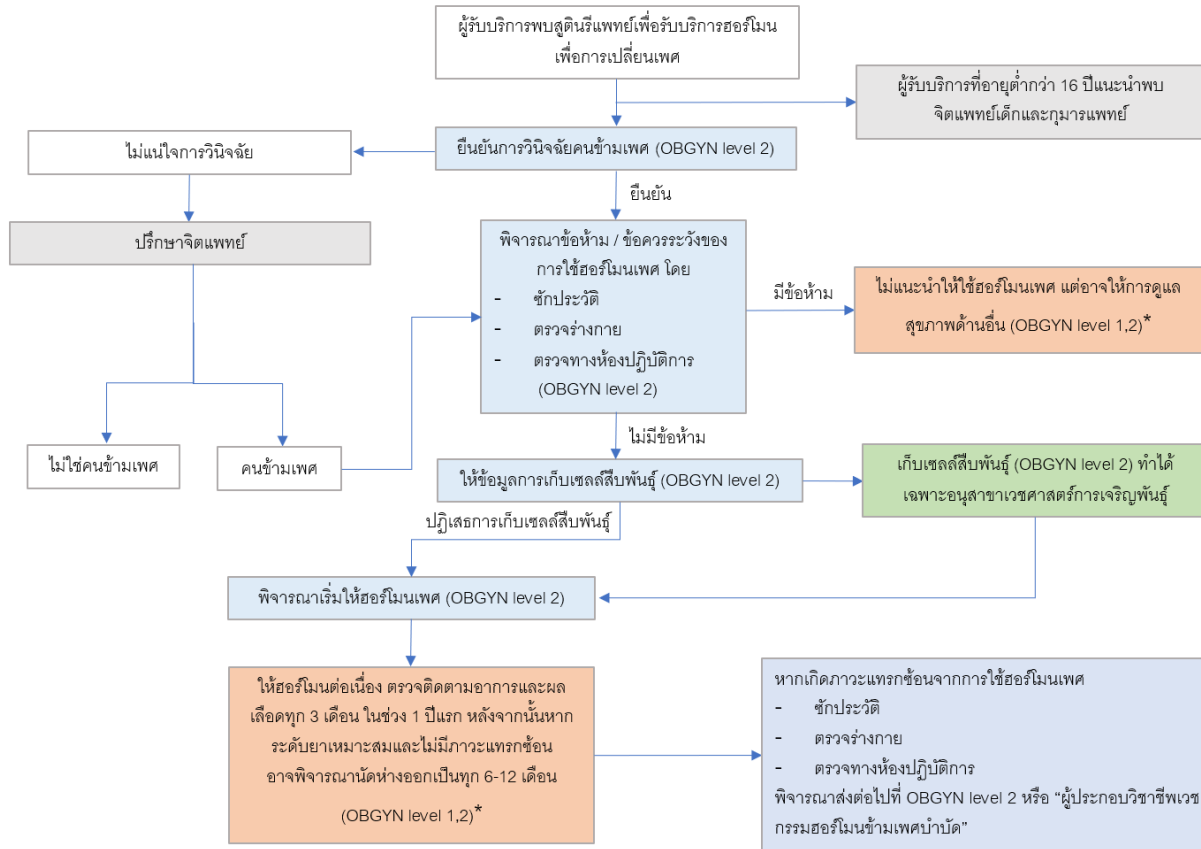 ผู้รับบริการพบสูตินรีแพทย์เพื่อรับบริการฮอร์โมน
เพื่อการเปลี่ยนเพศ
ผู้รับบริการที่อายุต่ำกว่า 16 ปีแนะนำพบ
จิตแพทย์เด็กและกุมารแพทย์
ไม่แน่ใจการวินิจฉัย
ยืนยันการวินิจฉัยคนข้ามเพศ (OBGYN level 2)
ยืนยัน
ปรึกษาจิตแพทย์
พิจารณาข้อห้าม / ข้อควรระวังของ
การใช้ฮอร์โมนเพศ โดย
- ซักประวัติ
- ตรวจร่างกาย
- ตรวจทางห้องปฏิบัติการ
(OBGYN level 2)
มีข้อห้าม
ไม่แนะนำให้ใช้ฮอร์โมนเพศ แต่อาจให้การดูแล
สุขภาพด้านอื่น (OBGYN level 1,2)*
ไม่ใช่คนข้ามเพศ
คนข้ามเพศ
ไม่มีข้อห้าม
ให้ข้อมูลการเก็บเซลล์สืบพันธุ์ (OBGYN level 2)
เก็บเซลล์สืบพันธุ์ (OBGYN level 2) ทำได้
เฉพาะอนุสาขาเวชศาสตร์การเจริญพันธุ์
ปฏิเสธการเก็บเซลล์สืบพันธุ์
พิจารณาเริ่มให้ฮอร์โมนเพศ (OBGYN level 2)
ให้ฮอร์โมนต่อเนื่อง ตรวจติดตามอาการและผล
เลือดทุก 3 เดือน ในช่วง 1 ปีแรก หลังจากนั้นหาก
ระดับยาเหมาะสมและไม่มีภาวะแทรกซ้อน
อาจพิจารณานัดห่างออกเป็นทุก 6-12 เดือน
(OBGYN level 1,2)*
หากเกิดภาวะแทรกซ้อนจากการใช้ฮอร์โมนเพศ
- ซักประวัติ
- ตรวจร่างกาย
- ตรวจทางห้องปฏิบัติการ
พิจารณาส่งต่อไปที่ OBGYN level 2 หรือ “ผู้ประกอบวิชาชีพเวช
กรรมฮอร์โมนข้ามเพศบำบัด”